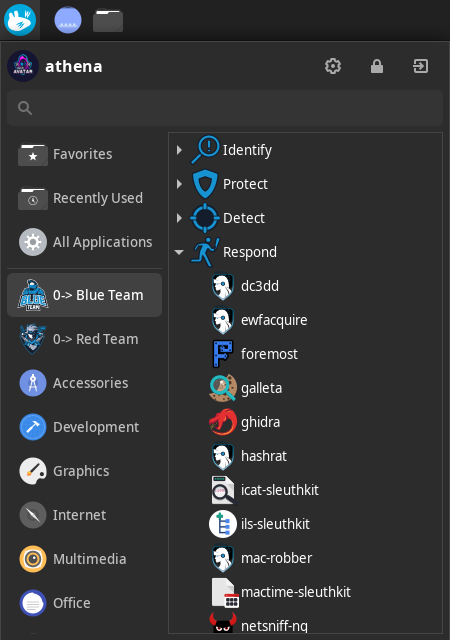 athena
Favorites
Recently Used
All Applications
0-> Blue Team
0-> Red Team
Accessories
Development
Graphics
Internet
Multimedia
Office
Identify
Protect
Detect
Respond
dc3dd
ewfacquire
foremost
galleta
ghidra
hashrat
icat-sleuthkit
ils-sleuthkit
mac-robber
mactime-sleuthkit
netsniff-ng